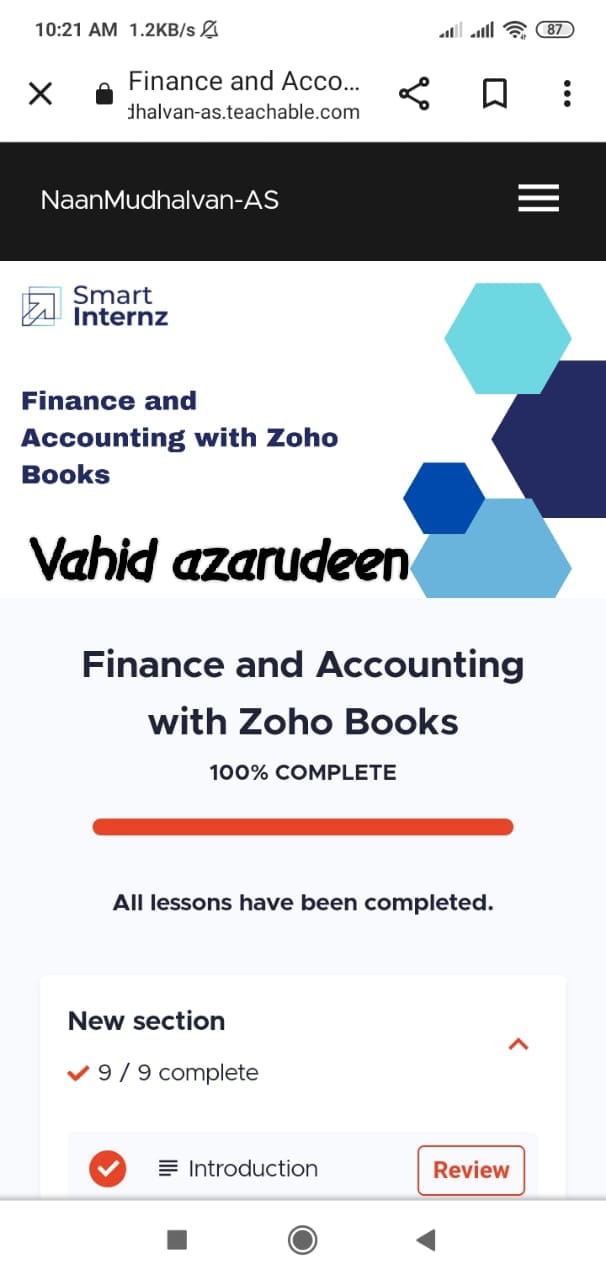 10:21 AM 1.2KB/s
87
Finance and Acco...
dhalvan-as.teachable.com
NaanMudhalvan-AS
Smart
Internz
Finance and
Accounting with Zoho
Books
Vahid azarudeen
Finance and Accounting
with Zoho Books
100% COMPLETE
All lessons have been completed.
New section
9 / 9 complete
Introduction
Review